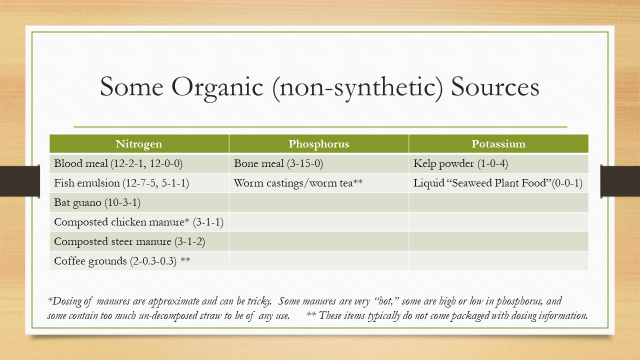 Some Organic (non-synthetic) Sources
Nitrogen Phosphorus Potassium
Blood meal (12-2-1, 12-0-0) Bone meal (3-15-0) Kelp powder (1-0-4)
Fish emulsion (12-7-5, 5-1-1) Worm castings/worm tea** Liquid “Seaweed Plant Food”(0-0-1)
Bat guano (10-3-1)
Composted chicken manure* (3-1-1)
Composted steer manure (3-1-2)
Coffee grounds (2-0.3-0.3) **
*Dosing of manures are approximate and can be tricky. Some manures are very “hot,” some are high or low in phosphorus, and
some contain too much un-decomposed straw to be of any use. ** These items typically do not come packaged with dosing information.